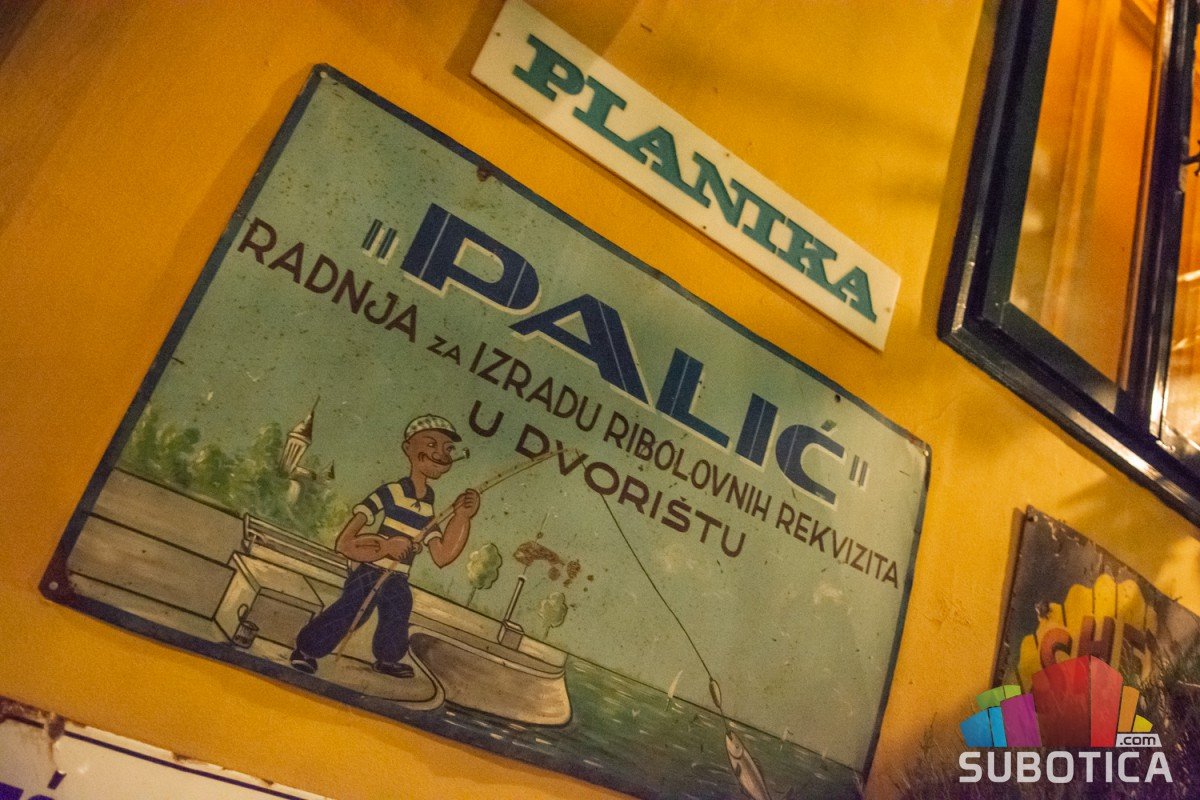 PLANIKA
"PALIĆ"
RADNJA za IZRADU RIBOLOVNIH REKVIZITA
U DVORIŠTU
.com
SUBOTICA